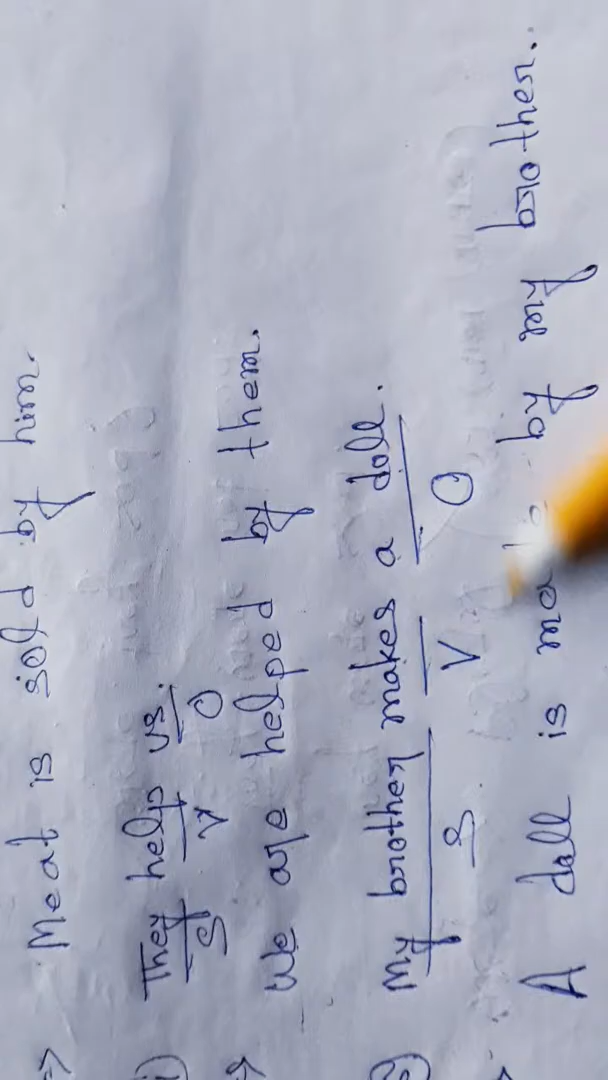 => Meat is sold by him.
i) They help us.
S V O
=> We are helped by them.
My brother makes a doll.
S V O
A doll is made by my brother.